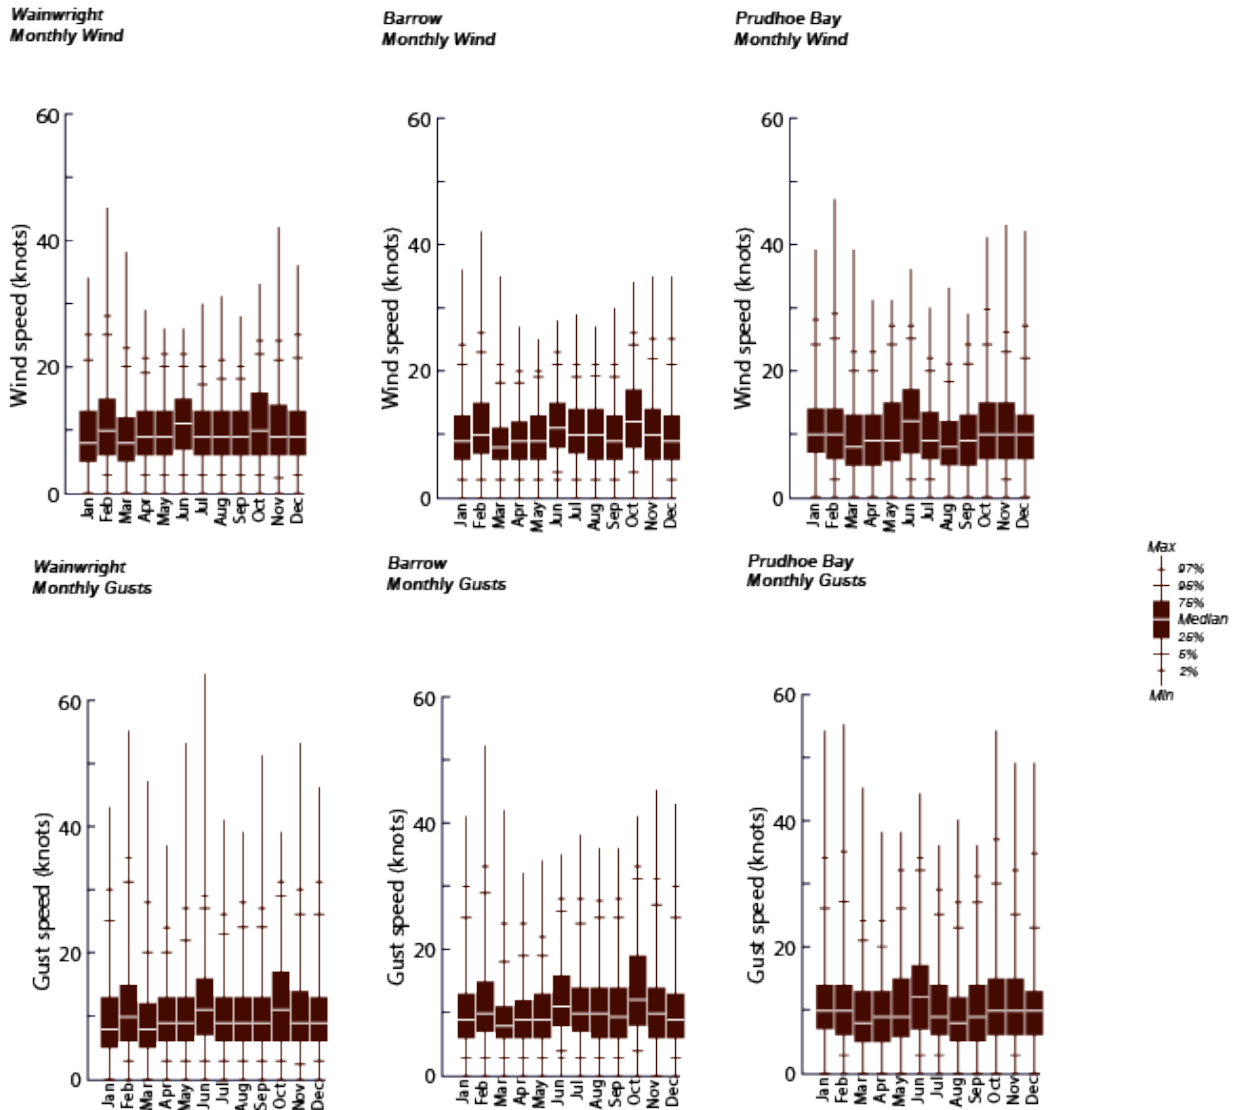 Wainwright
Monthly Wind
Barrow
Monthly Wind
Prudhoe Bay
Monthly Wind
Wind speed (knots)
60
40
20
0
Jan Feb Mar Apr May Jun Jul Aug Sep Oct Nov Dec
Wind speed (knots)
60
40
20
0
Jan Feb Mar Apr May Jun Jul Aug Sep Oct Nov Dec
Wind speed (knots)
60
40
20
0
Jan Feb Mar Apr May Jun Jul Aug Sep Oct Nov Dec
Wainwright
Monthly Gusts
Barrow
Monthly Gusts
Prudhoe Bay
Monthly Gusts
Gust speed (knots)
60
40
20
0
Jan Feb Mar Apr May Jun Jul Aug Sep Oct Nov Dec
Gust speed (knots)
60
40
20
0
Jan Feb Mar Apr May Jun Jul Aug Sep Oct Nov Dec
Gust speed (knots)
60
40
20
0
Jan Feb Mar Apr May Jun Jul Aug Sep Oct Nov Dec
Max
97%
95%
75%
Median
25%
5%
2%
Min